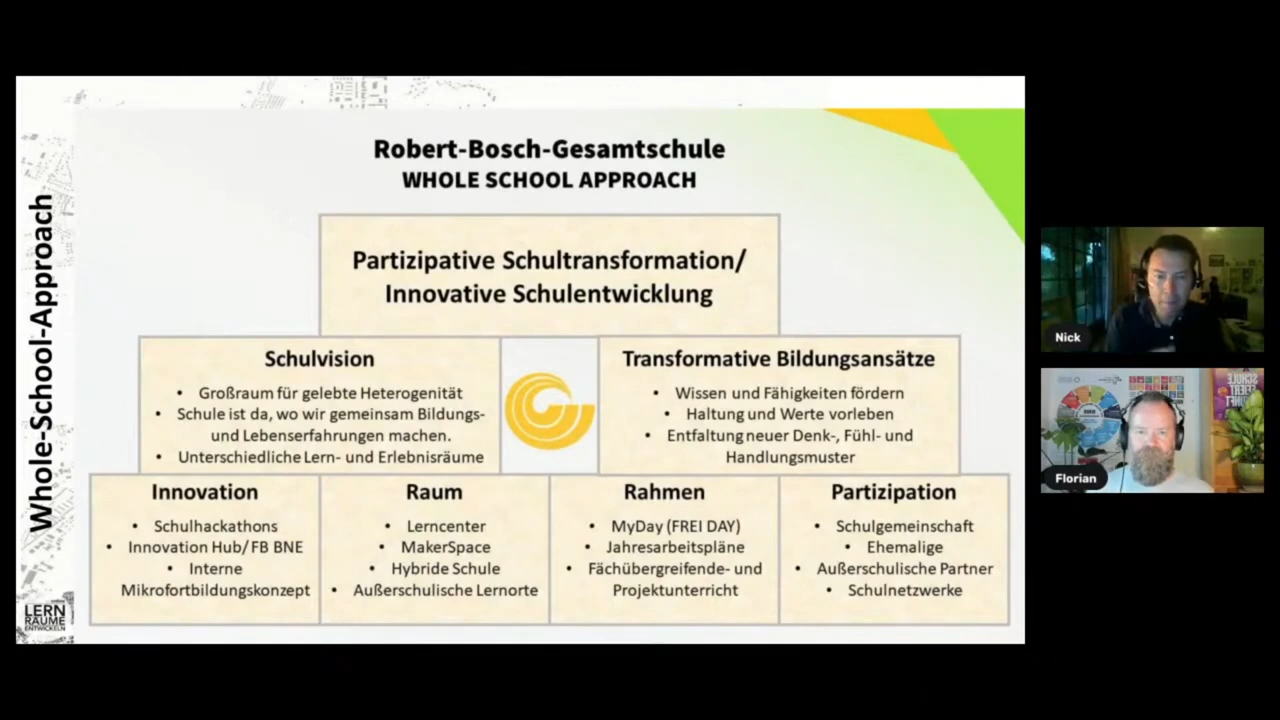 Whole-School-Approach
LERN
RÄUME
ENTWICKELN
Robert-Bosch-Gesamtschule
WHOLE SCHOOL APPROACH
Partizipative Schultransformation/
Innovative Schulentwicklung
Schulvision
• Großraum für gelebte Heterogenität
• Schule ist da, wo wir gemeinsam Bildungs-
und Lebenserfahrungen machen.
• Unterschiedliche Lern- und Erlebnisräume
Transformative Bildungsansätze
• Wissen und Fähigkeiten fördern
• Haltung und Werte vorleben
• Entfaltung neuer Denk-, Fühl- und
Handlungsmuster
Innovation
• Schulhackathons
• Innovation Hub/ FB BNE
• Interne
Mikrofortbildungskonzept
Raum
• Lerncenter
• MakerSpace
• Hybride Schule
• Außerschulische Lernorte
Rahmen
• MyDay (FREI DAY)
• Jahresarbeitspläne
• Fächübergreifende- und
Projektunterricht
Partizipation
• Schulgemeinschaft
• Ehemalige
• Außerschulische Partner
• Schulnetzwerke
Nick
SCHULE
Florian